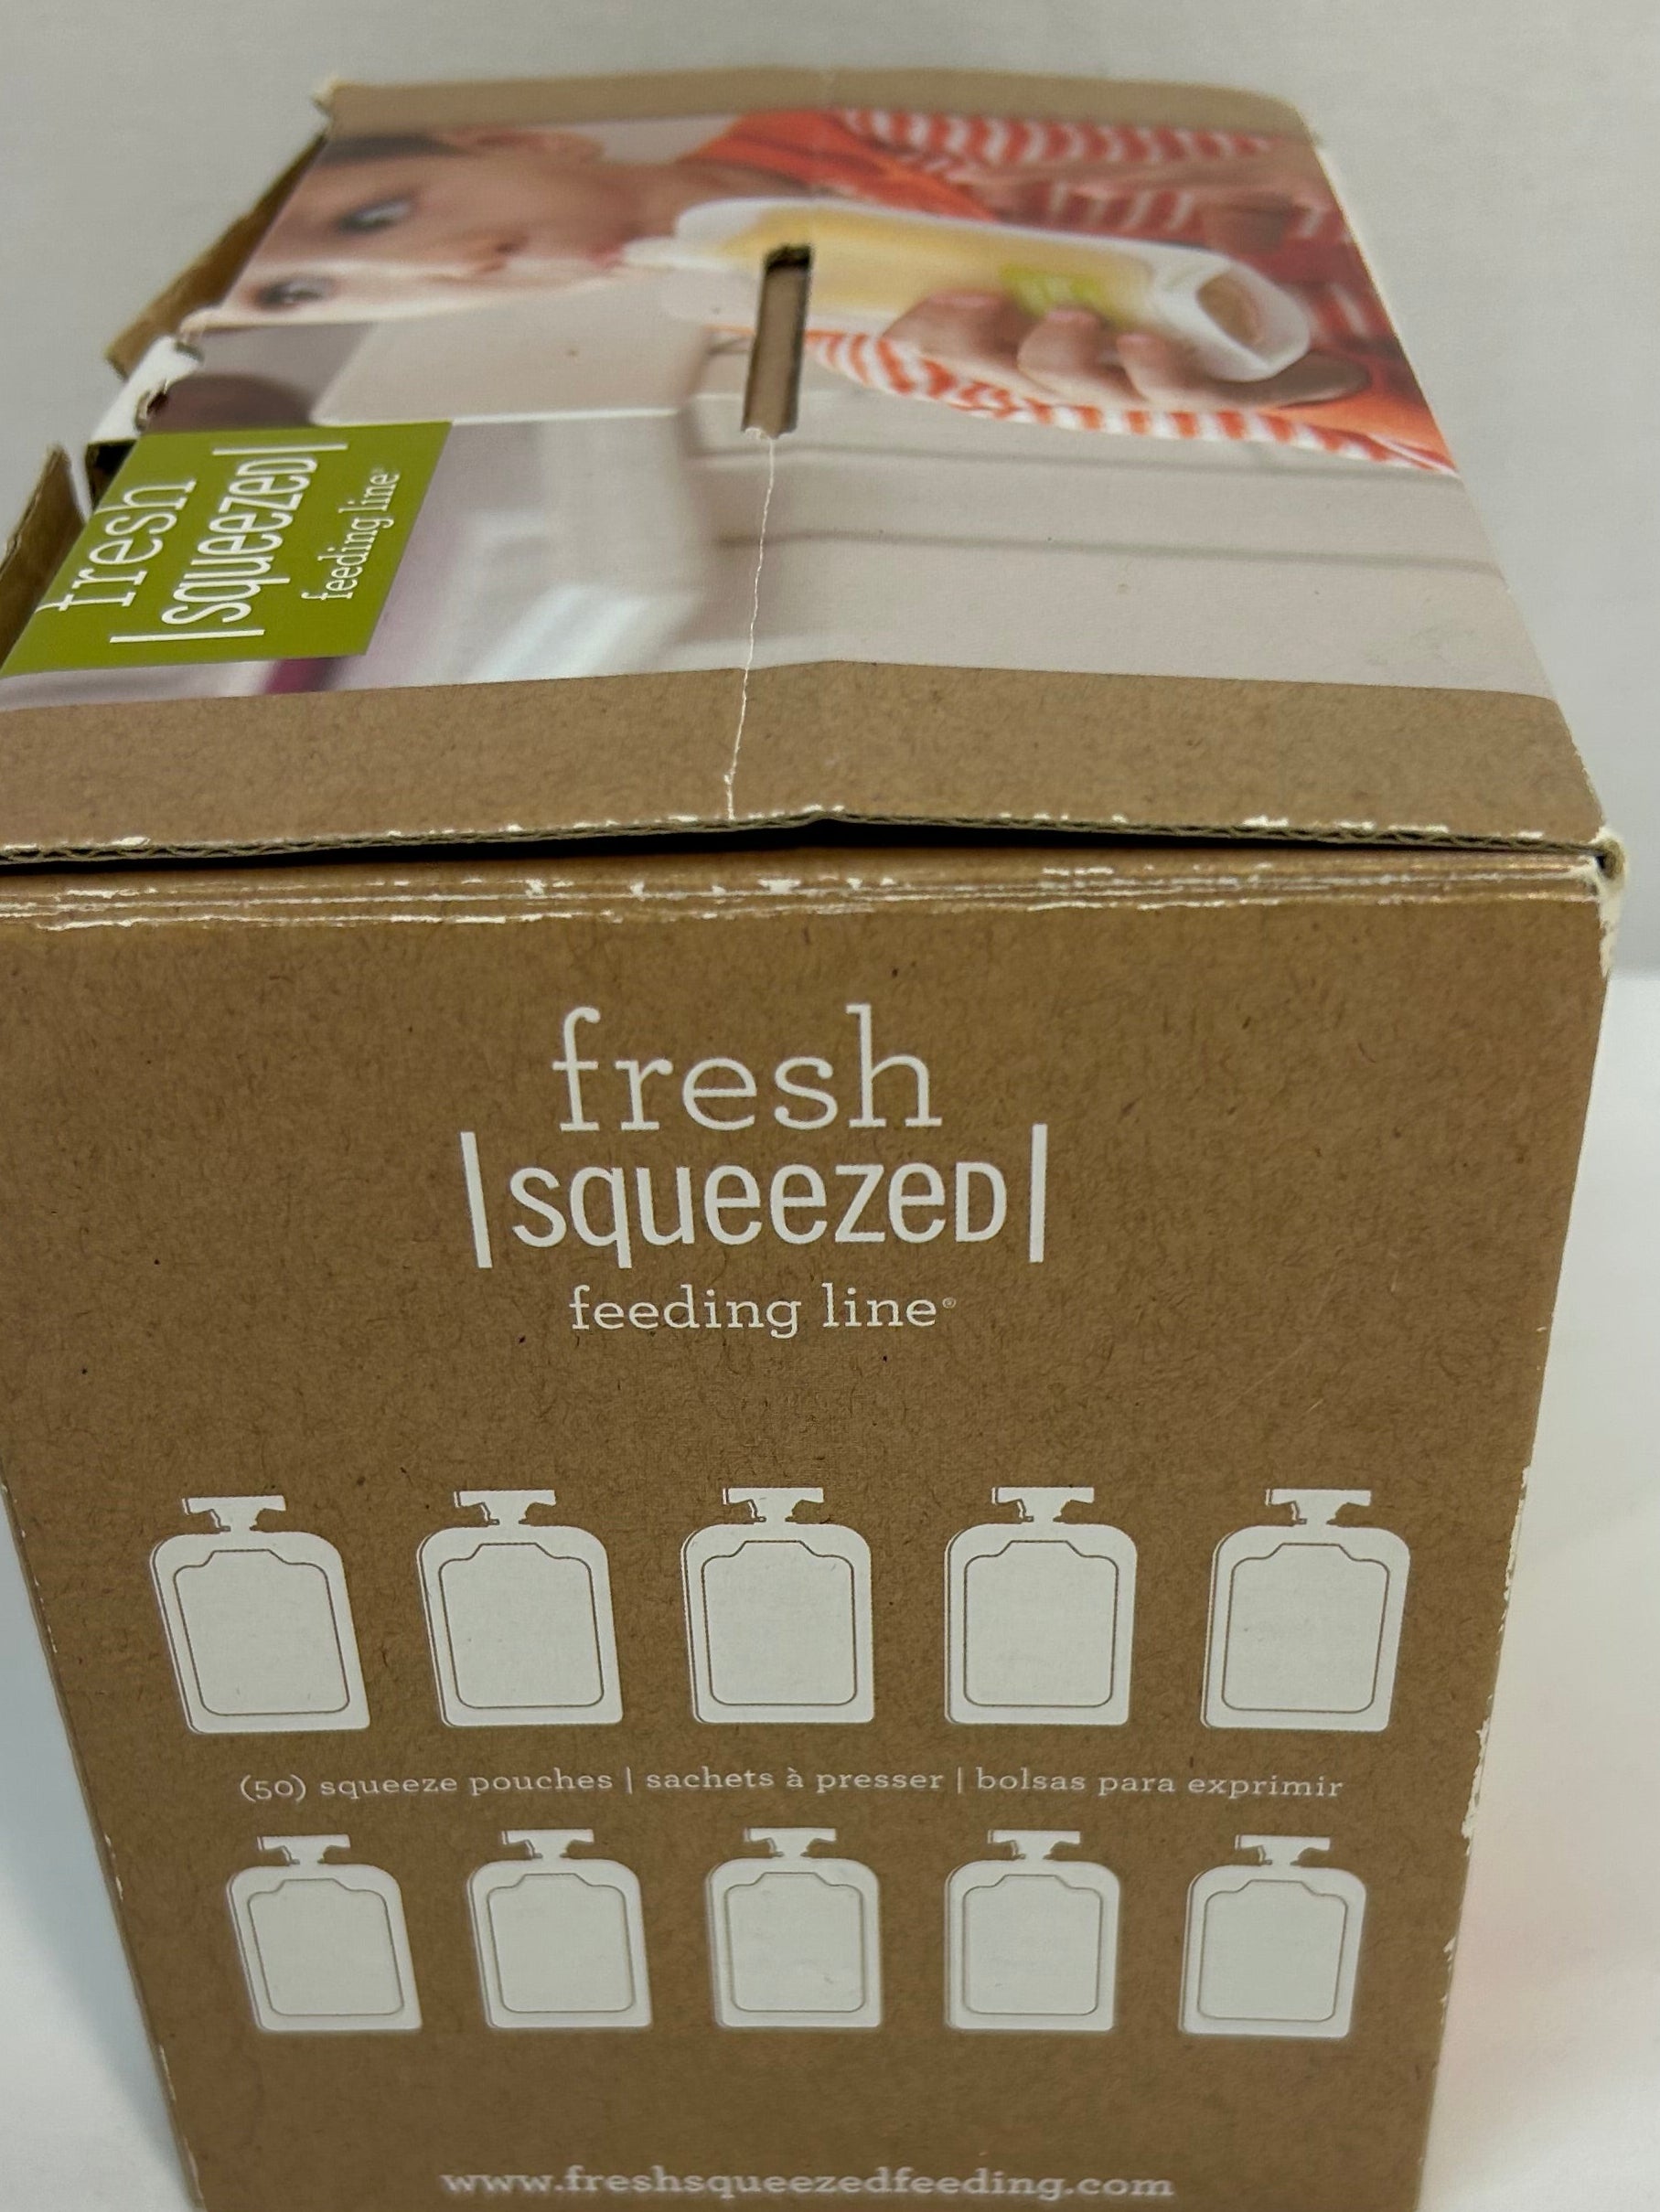 fresh
|squeezed|
feeding line®
fresh
|squeezed|
feeding line®
(50) squeeze pouches | sachets à presser | bolsas para exprimir
www.freshsqueezedfeeding.com